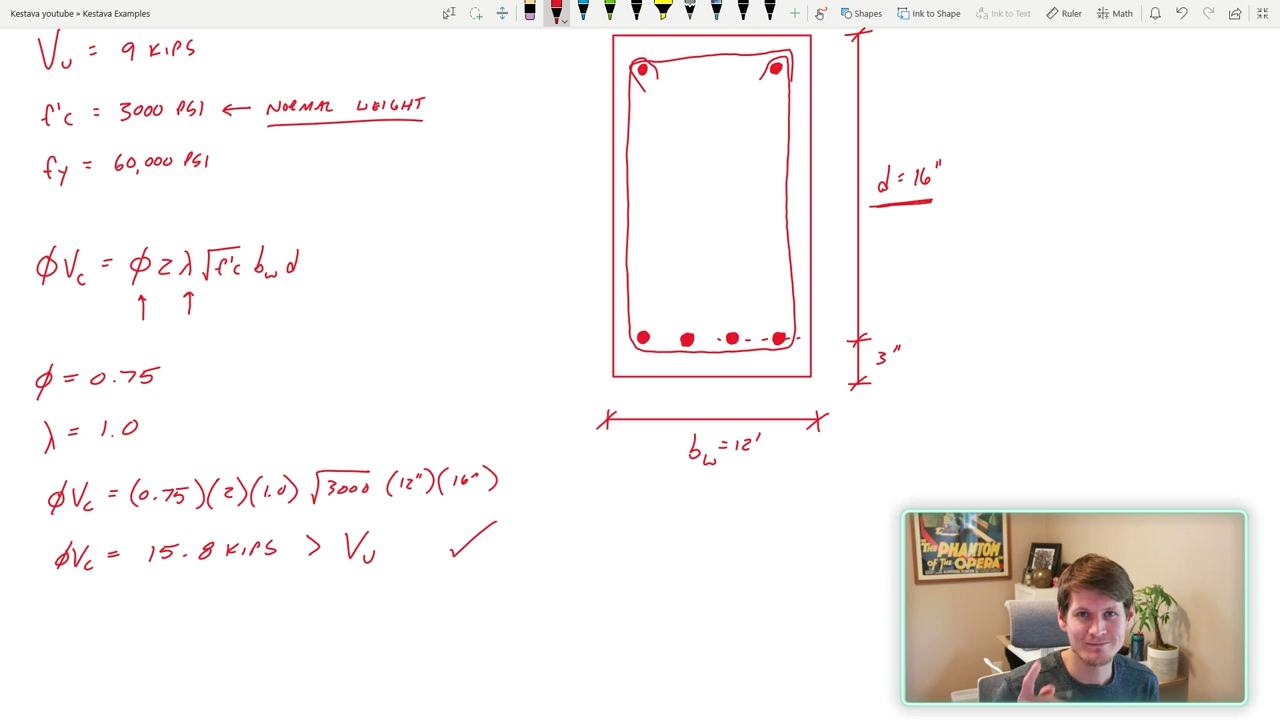 Kestava youtube » Kestava Examples
Shapes
Ink to Shape
Ink to Text
Ruler
Math
Vu = 9 KIPS
f'c = 3000 PSI ← NORMAL WEIGHT
fy = 60,000 PSI
ϕVc = ϕ2λ√f'c bw d
ϕ = 0.75
λ = 1.0
ϕVc = (0.75)(2)(1.0) √3000 (12")(16")
ϕVc = 15.8 KIPS > Vu ✓
d = 16"
3"
bw = 12'
"THE PHANTOM
OF THE OPERA"